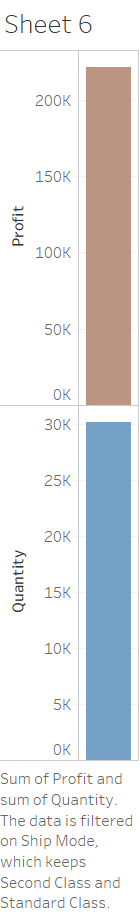 Sheet 6
Profit
200K
150K
100K
50K
0K
Quantity
30K
25K
20K
15K
10K
5K
0K
Sum of Profit and
sum of Quantity.
The data is filtered
on Ship Mode,
which keeps
Second Class and
Standard Class.